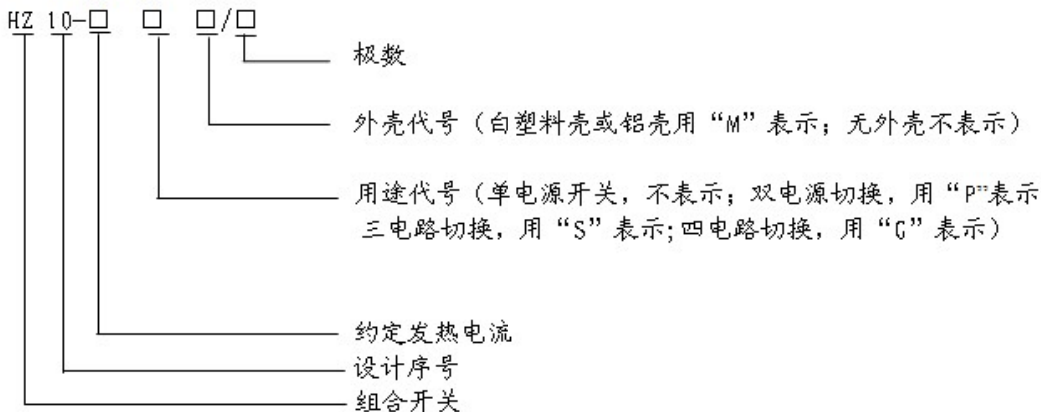 HZ 10-□ □ □/□
极数
外壳代号（白塑料壳或铝壳用“M”表示；无外壳不表示）
用途代号（单电源开关，不表示；双电源切换，用“P”表示
三电路切换，用“S”表示;四电路切换，用“G”表示）
约定发热电流
设计序号
组合开关